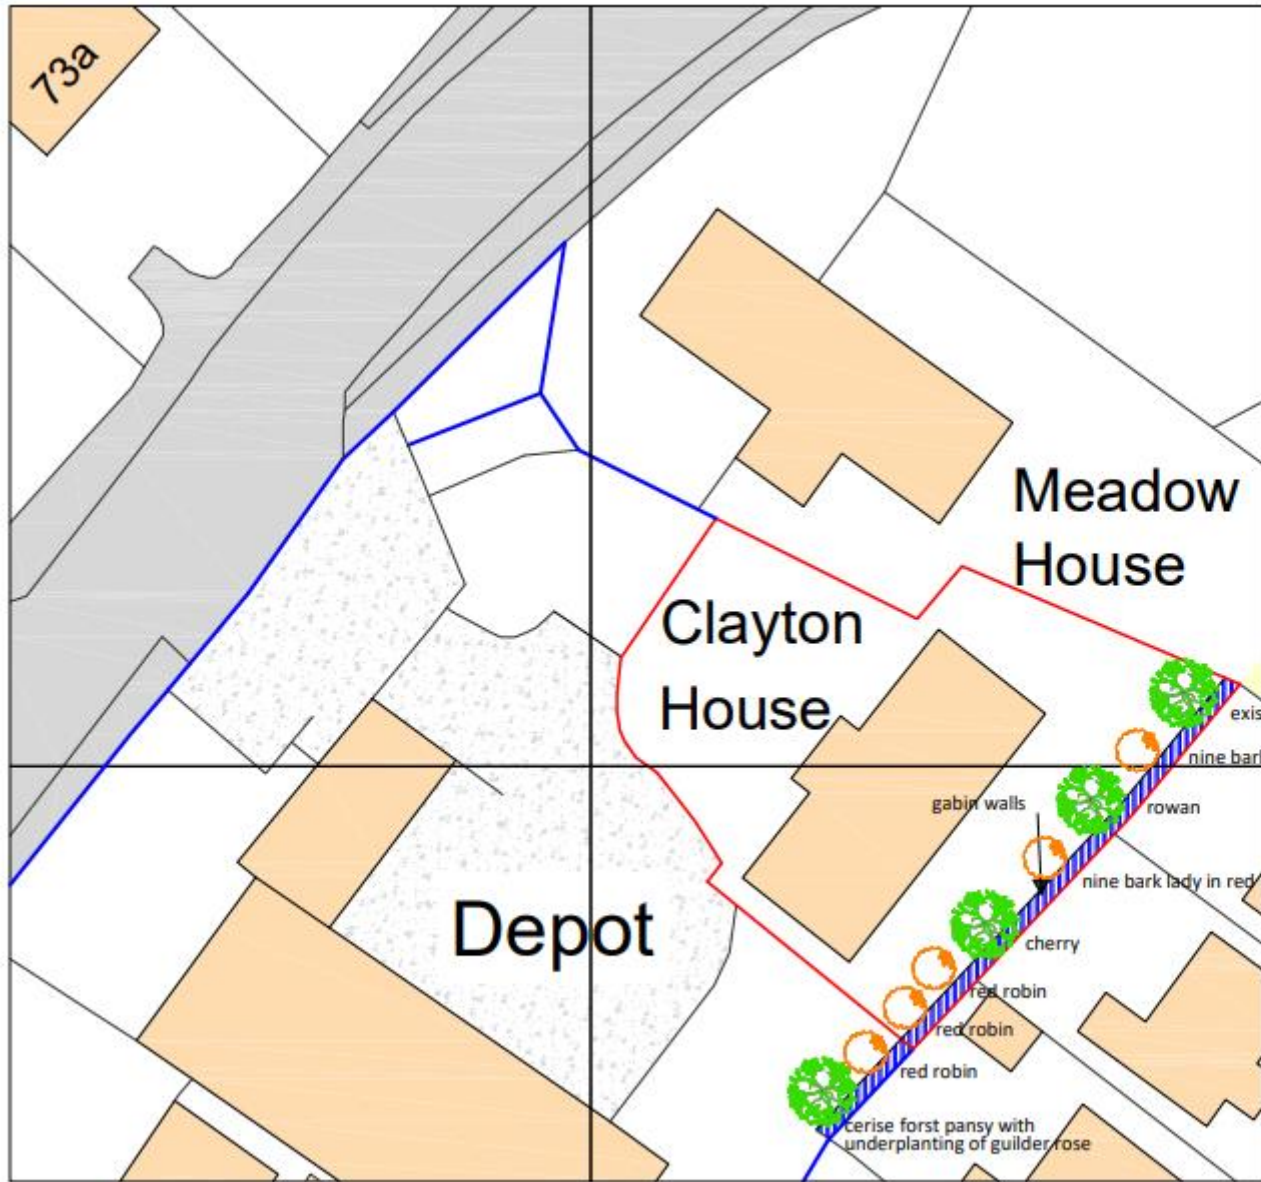 73a
Meadow
House
Clayton
House
exis
nine bark
gabin walls
rowan
nine bark lady in red
Depot
cherry
red robin
red robin
red robin
cerise forst pansy with
underplanting of guilder rose